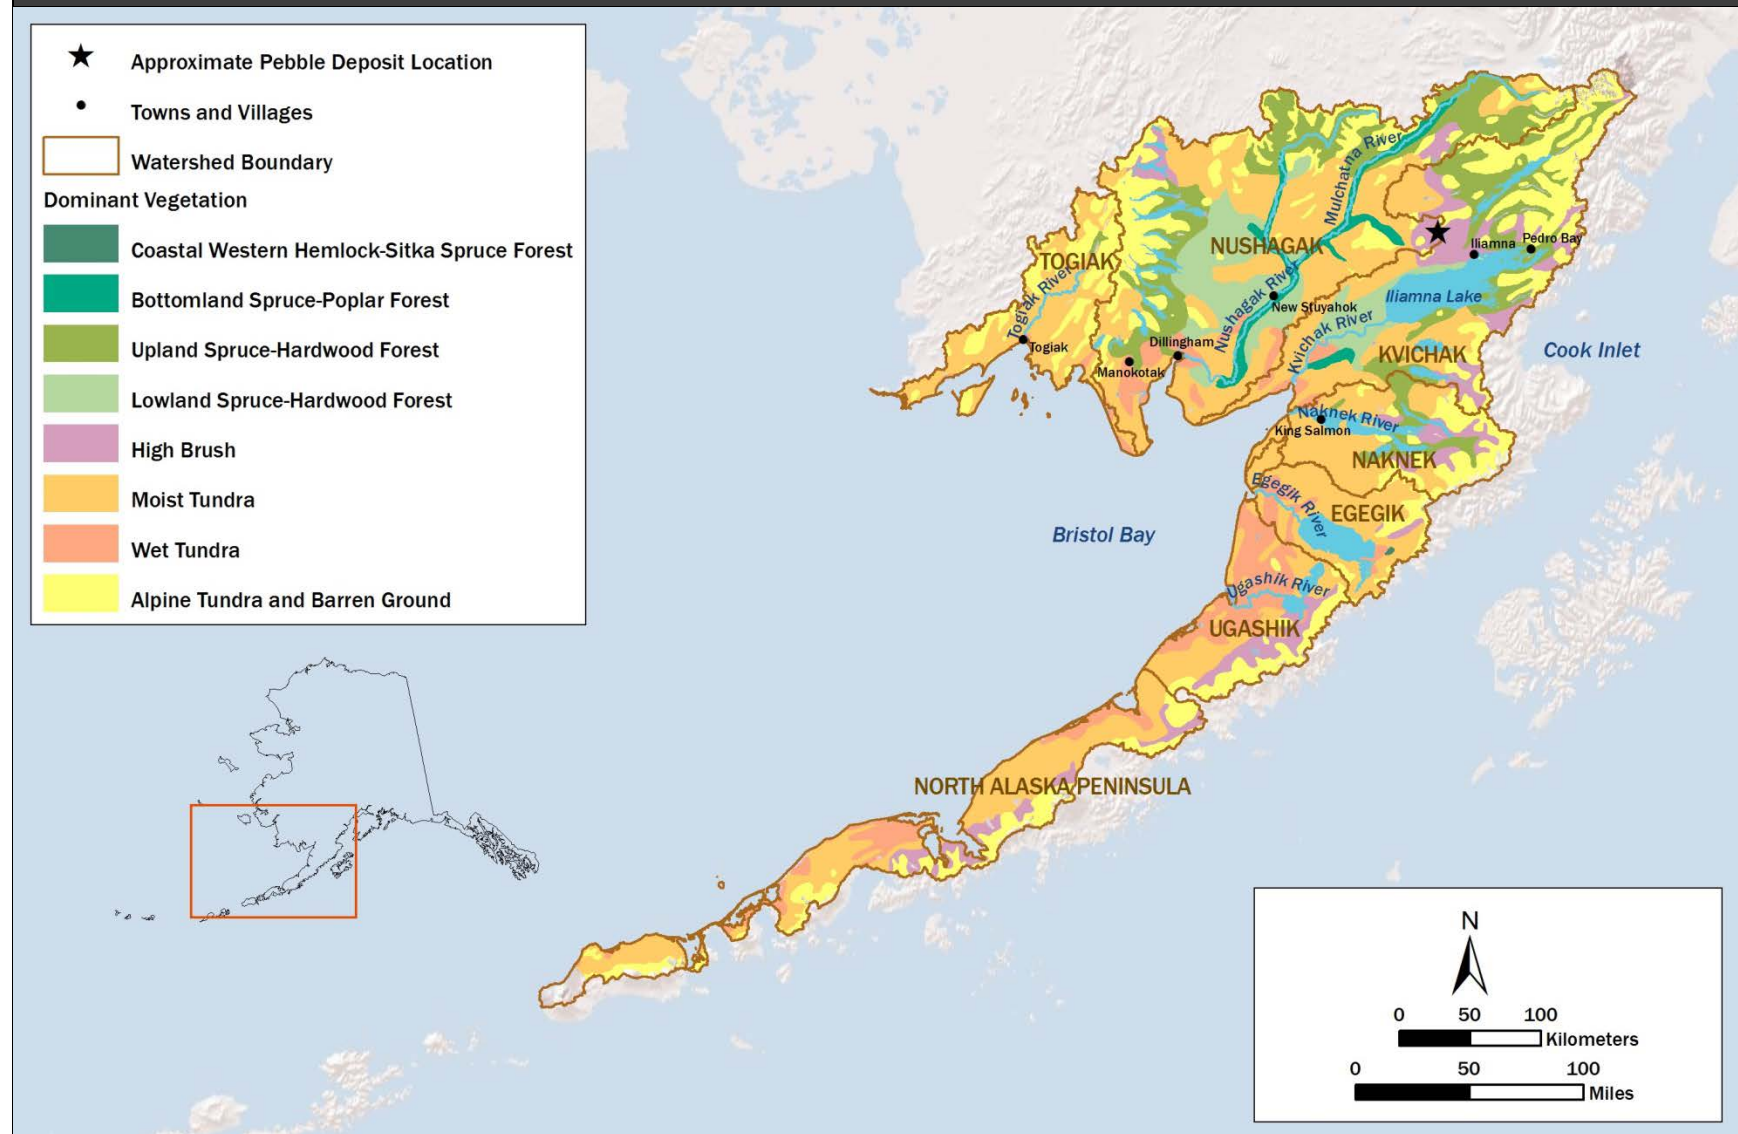 Approximate Pebble Deposit Location
Towns and Villages
Watershed Boundary
Dominant Vegetation
Coastal Western Hemlock-Sitka Spruce Forest
Bottomland Spruce-Poplar Forest
Upland Spruce-Hardwood Forest
Lowland Spruce-Hardwood Forest
High Brush
Moist Tundra
Wet Tundra
Alpine Tundra and Barren Ground
Mulchatna River
NUSHAGAK
TOGIAK
Togiak River
Togiak
Iliamna
Pedro Bay
Iliamna Lake
Nushagak River
New Stuyahok
Kvichak River
Dillingham
Manokotak
KVICHAK
Cook Inlet
Naknek River
King Salmon
NAKNEK
Egegik River
EGEGIK
Bristol Bay
Ugashik River
UGASHIK
NORTH ALASKA PENINSULA
N
0 50 100
Kilometers
0 50 100
Miles